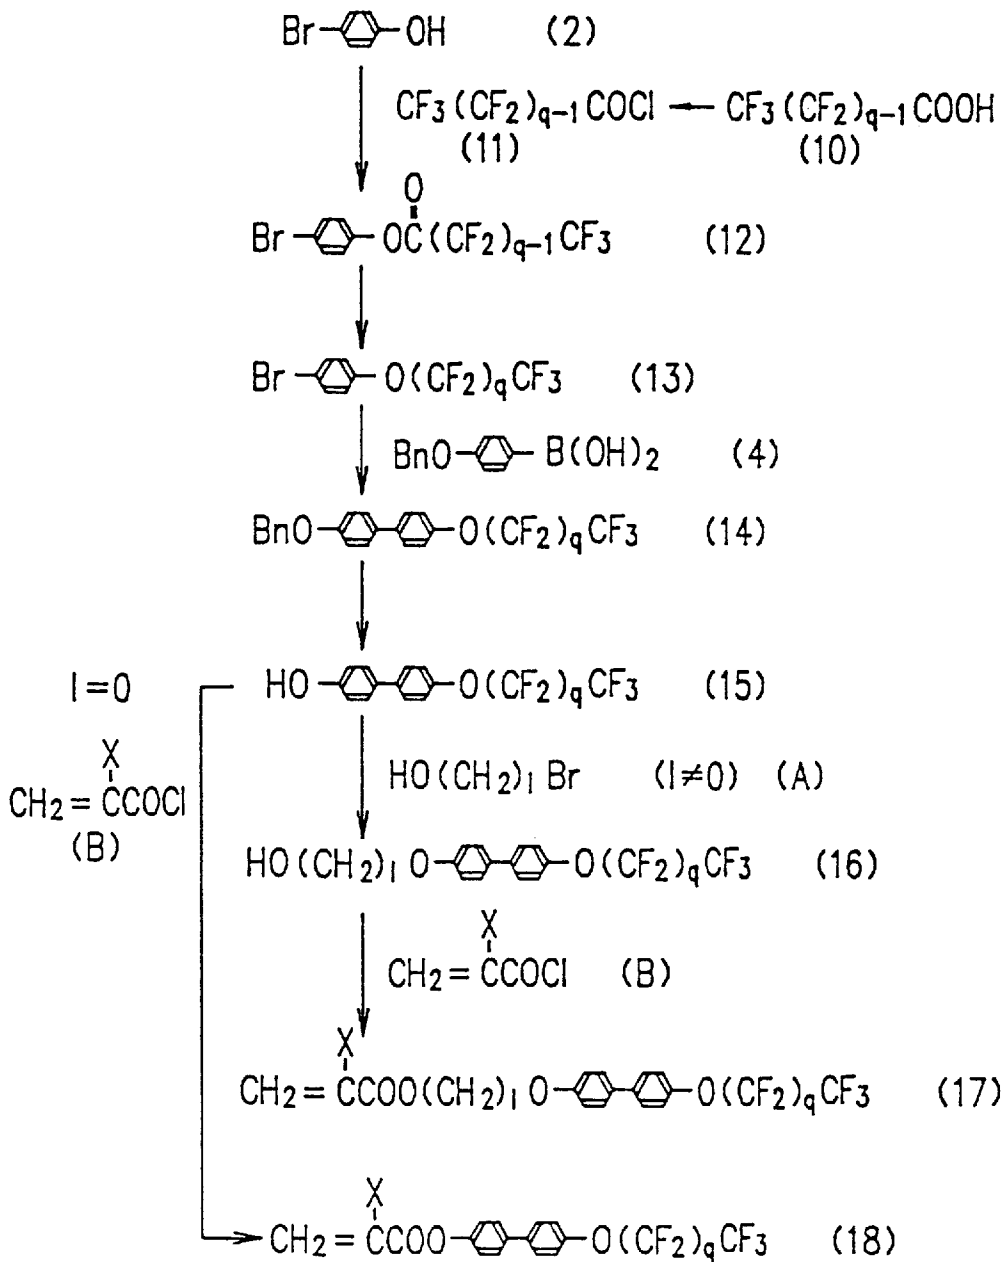 Br OH (2)
CF3(CF2)q-1COCl CF3(CF2)q-1COOH
(11) (10)
O
Br OC(CF2)q-1CF3 (12)
Br O(CF2)qCF3 (13)
BnO B(OH)2 (4)
BnO O(CF2)qCF3 (14)
l=0 HO O(CF2)qCF3 (15)
HO(CH2)l Br (l≠0) (A)
X
CH2=CCOCl
(B)
HO(CH2)l O O(CF2)qCF3 (16)
X
CH2=CCOCl (B)
X
CH2=CCOO(CH2)l O O(CF2)qCF3 (17)
X
CH2=CCOO O(CF2)qCF3 (18)